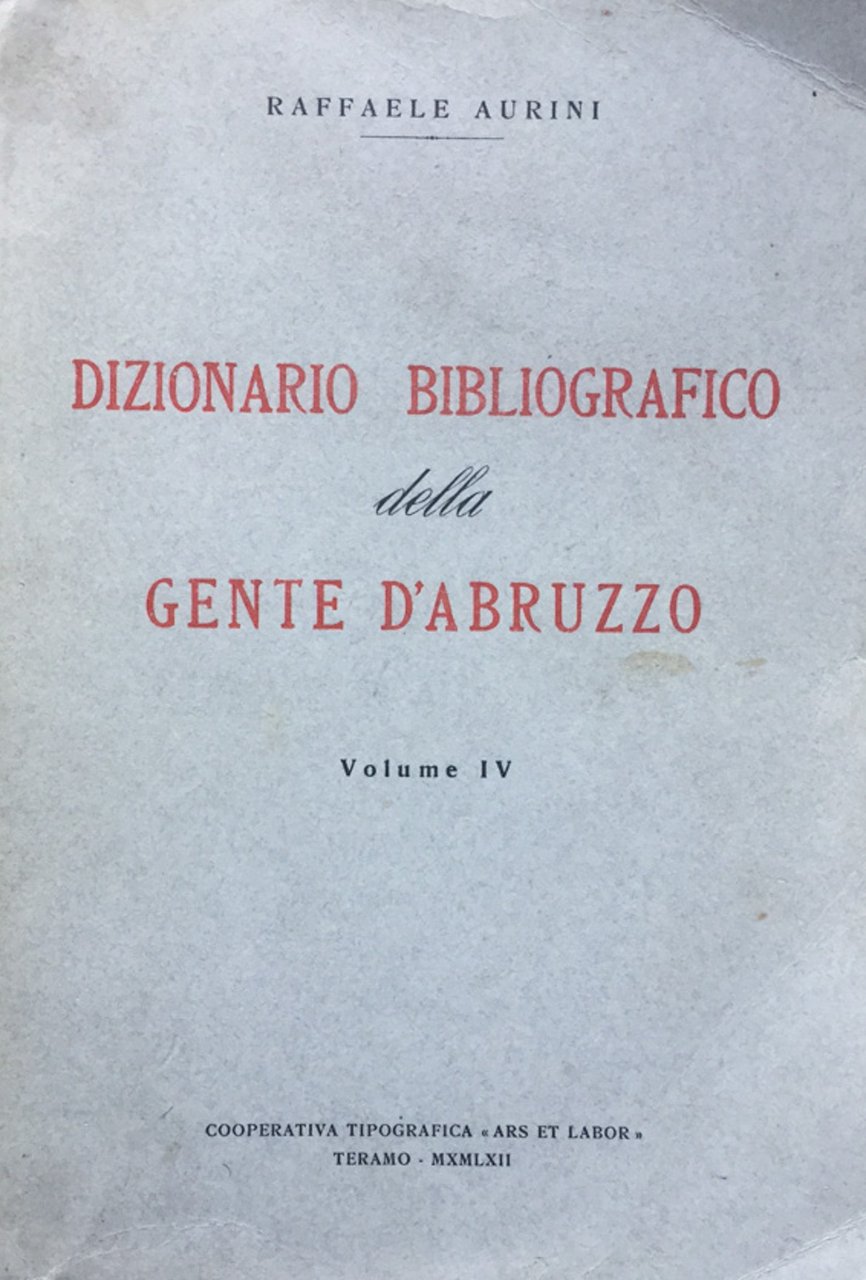 RAFFAELE AURINI
DIZIONARIO BIBLIOGRAFICO
della
GENTE D'ABRUZZO
Volume IV
COOPERATIVA TIPOGRAFICA «ARS ET LABOR»
TERAMO - MXMLXII